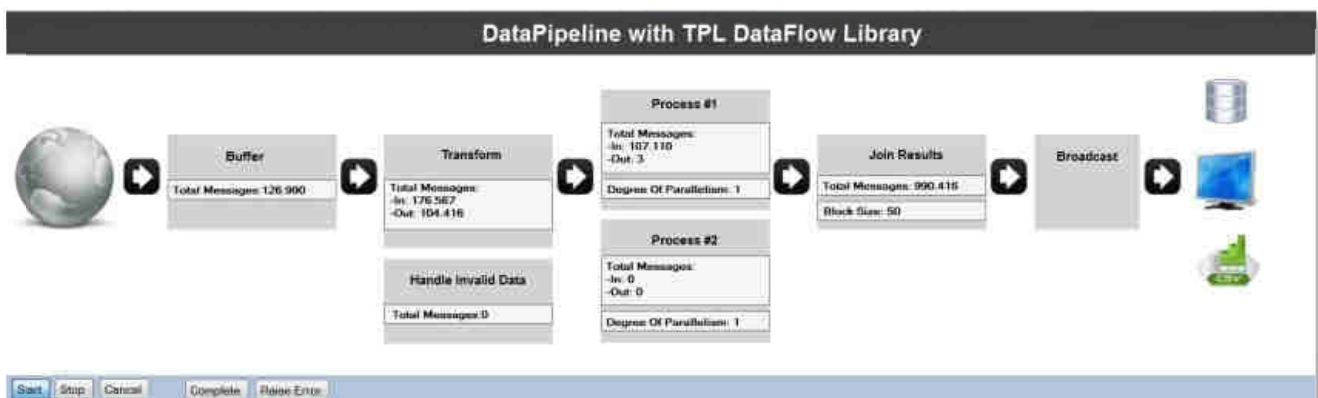 DataPipeline with TPL DataFlow Library
Buffer
Total Messages:126.990
Transform
Total Messages:
-In: 176.567
-Out: 104.416
Handle Invalid Data
Total Messages:0
Process #1
Total Messages:
-In: 107.110
-Out: 3
Degree Of Parallelism: 1
Process #2
Total Messages:
-In: 0
-Out: 0
Degree Of Parallelism: 1
Join Results
Total Messages: 990.416
Block Size: 50
Broadcast
CSV
Start
Stop
Cancel
Complete
Raise Error